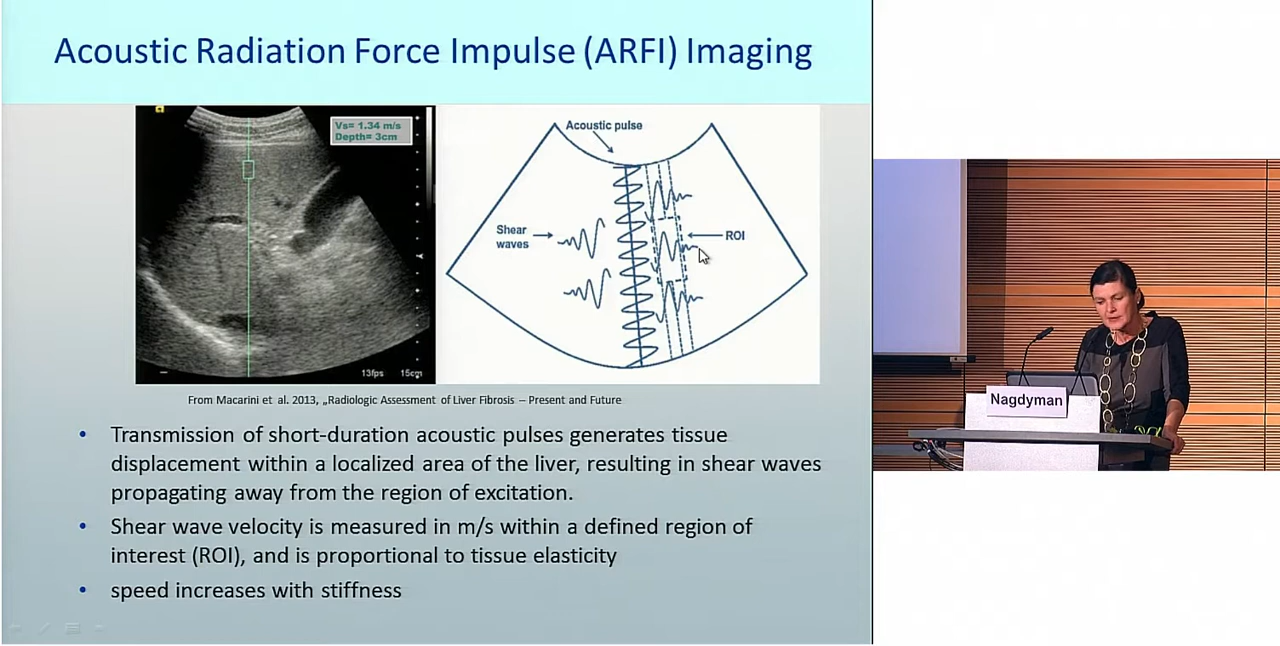 Acoustic Radiation Force Impulse (ARFI) Imaging
Vs= 1.34 m/s
Depth= 3cm
13fps 15cm
Acoustic pulse
Shear
waves
ROI
From Macarini et al. 2013, „Radiologic Assessment of Liver Fibrosis – Present and Future
• Transmission of short-duration acoustic pulses generates tissue
displacement within a localized area of the liver, resulting in shear waves
propagating away from the region of excitation.
• Shear wave velocity is measured in m/s within a defined region of
interest (ROI), and is proportional to tissue elasticity
• speed increases with stiffness
Nagdyman